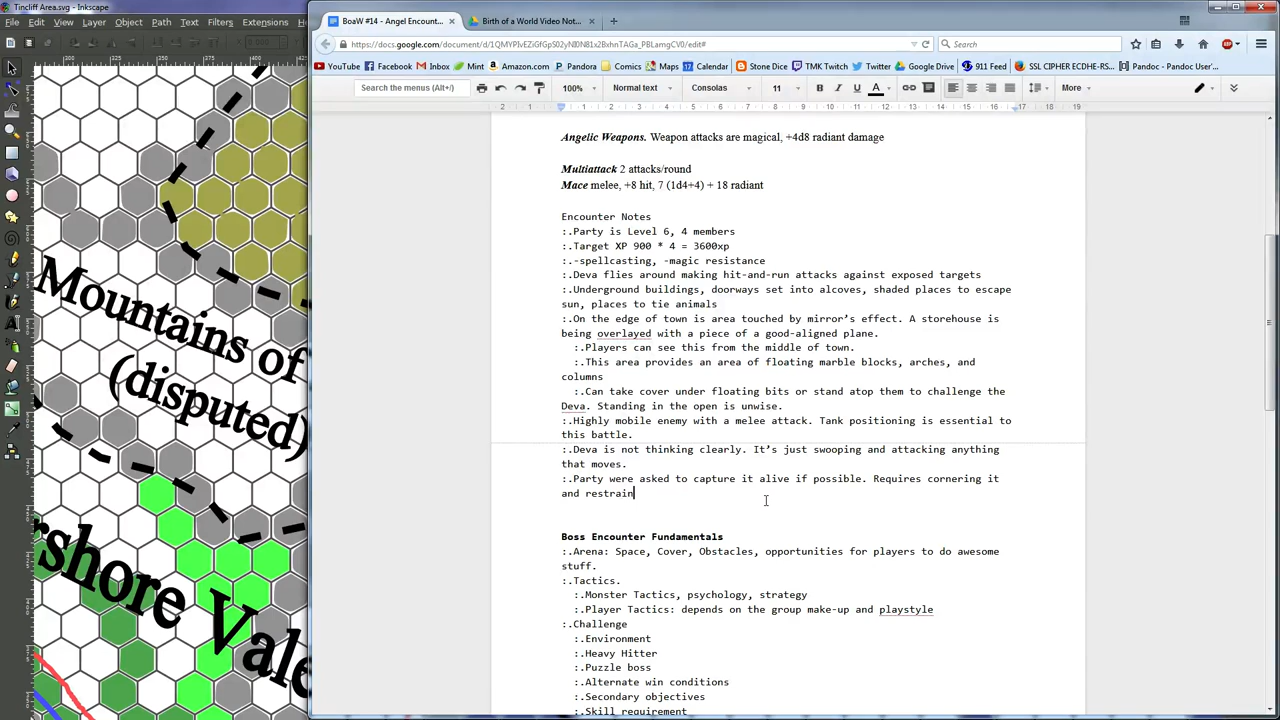 Tincliff Area.svg - Inkscape
File Edit View Layer Object Path Text Filters Extensions
BoaW #14 - Angel Encount...
Birth of a World Video Not...
https://docs.google.com/document/d/
Search
YouTube Facebook Inbox Mint Amazon.com Pandora Comics Maps Calendar Blogger Stone Dice TMK Twitch Twitter Google Drive 911 Feed SSL CIPHER ECDHE-RS... Pandoc - Pandoc User'...
Search the menus (Alt+/) 100% Normal text Consolas 11 B I U A More
Angelic Weapons. Weapon attacks are magical, +4d8 radiant damage
Multiattack 2 attacks/round
Mace melee, +8 hit, 7 (1d4+4) + 18 radiant
Encounter Notes
:.Party is Level 6, 4 members
:.Target XP 900 * 4 = 3600xp
:.-spellcasting, -magic resistance
:.Deva flies around making hit-and-run attacks against exposed targets
:.Underground buildings, doorways set into alcoves, shaded places to escape
sun, places to tie animals
:.On the edge of town is area touched by mirror's effect. A storehouse is
being overlayed with a piece of a good-aligned plane.
:.Players can see this from the middle of town.
:.This area provides an area of floating marble blocks, arches, and
columns
:.Can take cover under floating bits or stand atop them to challenge the
Deva. Standing in the open is unwise.
:.Highly mobile enemy with a melee attack. Tank positioning is essential to
this battle.
:.Deva is not thinking clearly. It's just swooping and attacking anything
that moves.
:.Party were asked to capture it alive if possible. Requires cornering it
and restrain
Boss Encounter Fundamentals
:.Arena: Space, Cover, Obstacles, opportunities for players to do awesome
stuff.
:.Tactics.
:.Monster Tactics, psychology, strategy
:.Player Tactics: depends on the group make-up and playstyle
:.Challenge
:.Environment
:.Heavy Hitter
:.Puzzle boss
:.Alternate win conditions
:.Secondary objectives
:.Skill requirement
Mountains of
(disputed)
shore Vale